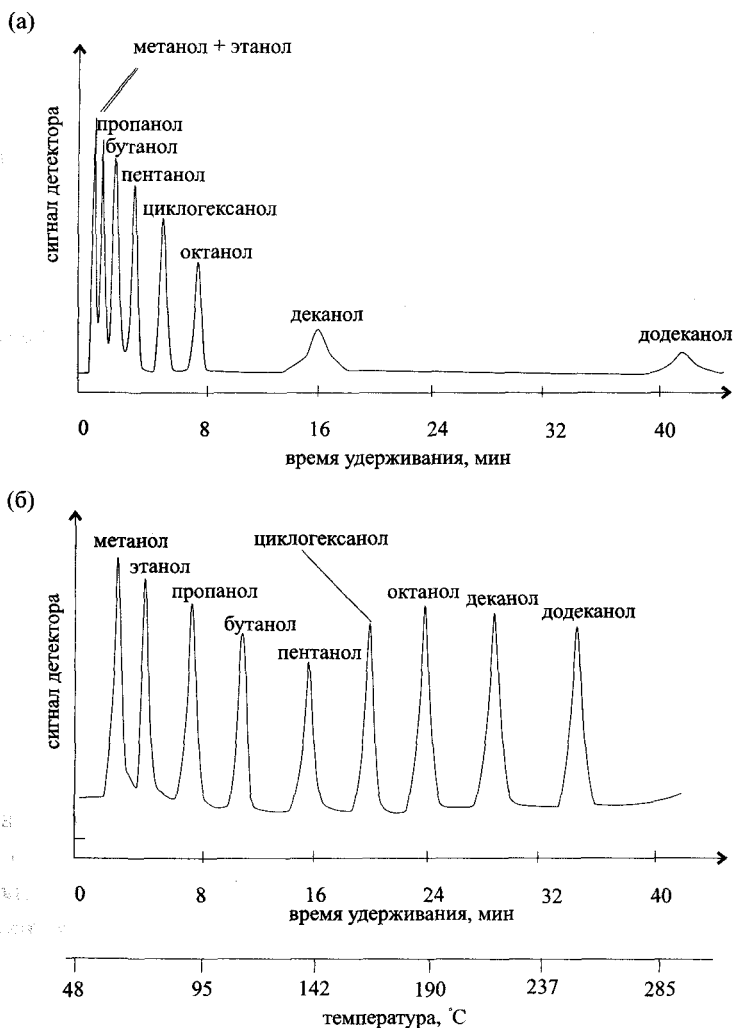 (а)
метанол + этанол
пропанол
бутанол
пентанол
циклогексанол
октанол
деканол
додеканол
сигнал детектора
0 8 16 24 32 40
время удерживания, мин
(б)
метанол
этанол
пропанол
бутанол
пентанол
циклогексанол
октанол
деканол
додеканол
сигнал детектора
0 8 16 24 32 40
время удерживания, мин
48 95 142 190 237 285
температура, °С